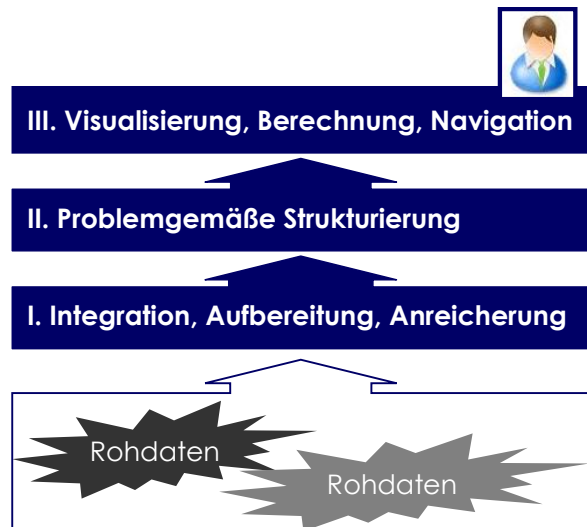 III. Visualisierung, Berechnung, Navigation
II. Problemgemäße Strukturierung
I. Integration, Aufbereitung, Anreicherung
Rohdaten
Rohdaten